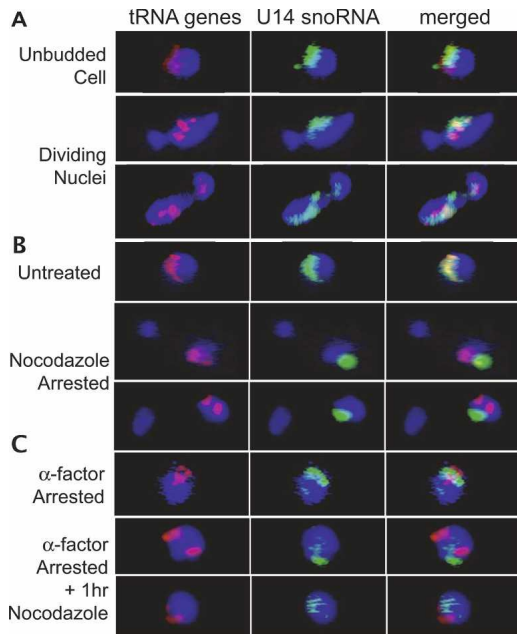 A
tRNA genes
U14 snoRNA
merged
Unbudded
Cell
Dividing
Nuclei
B
Untreated
Nocodazole
Arrested
C
α-factor
Arrested
α-factor
Arrested
+ 1hr
Nocodazole